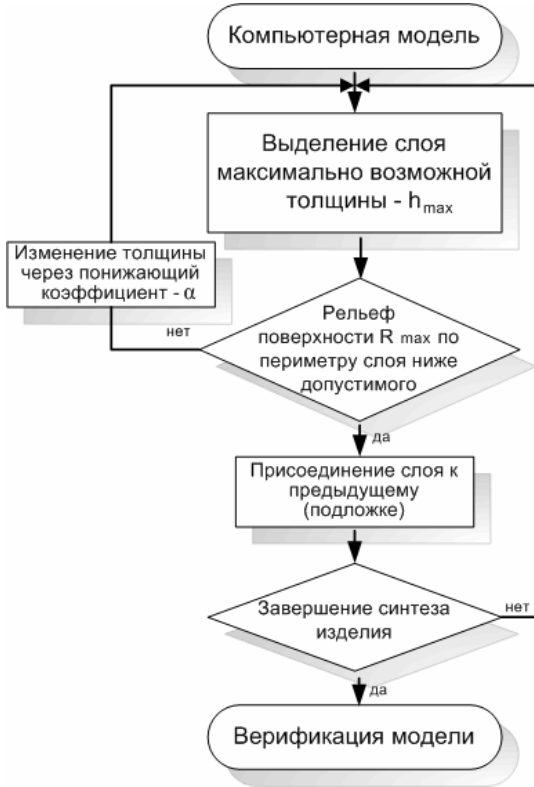 Компьютерная модель
Выделение слоя
максимально возможной
толщины - hmax
Изменение толщины
через понижающий
коэффициент - α
нет
Рельеф
поверхности R max по
периметру слоя ниже
допустимого
да
Присоединение слоя к
предыдущему
(подложке)
Завершение синтеза
изделия
нет
да
Верификация модели